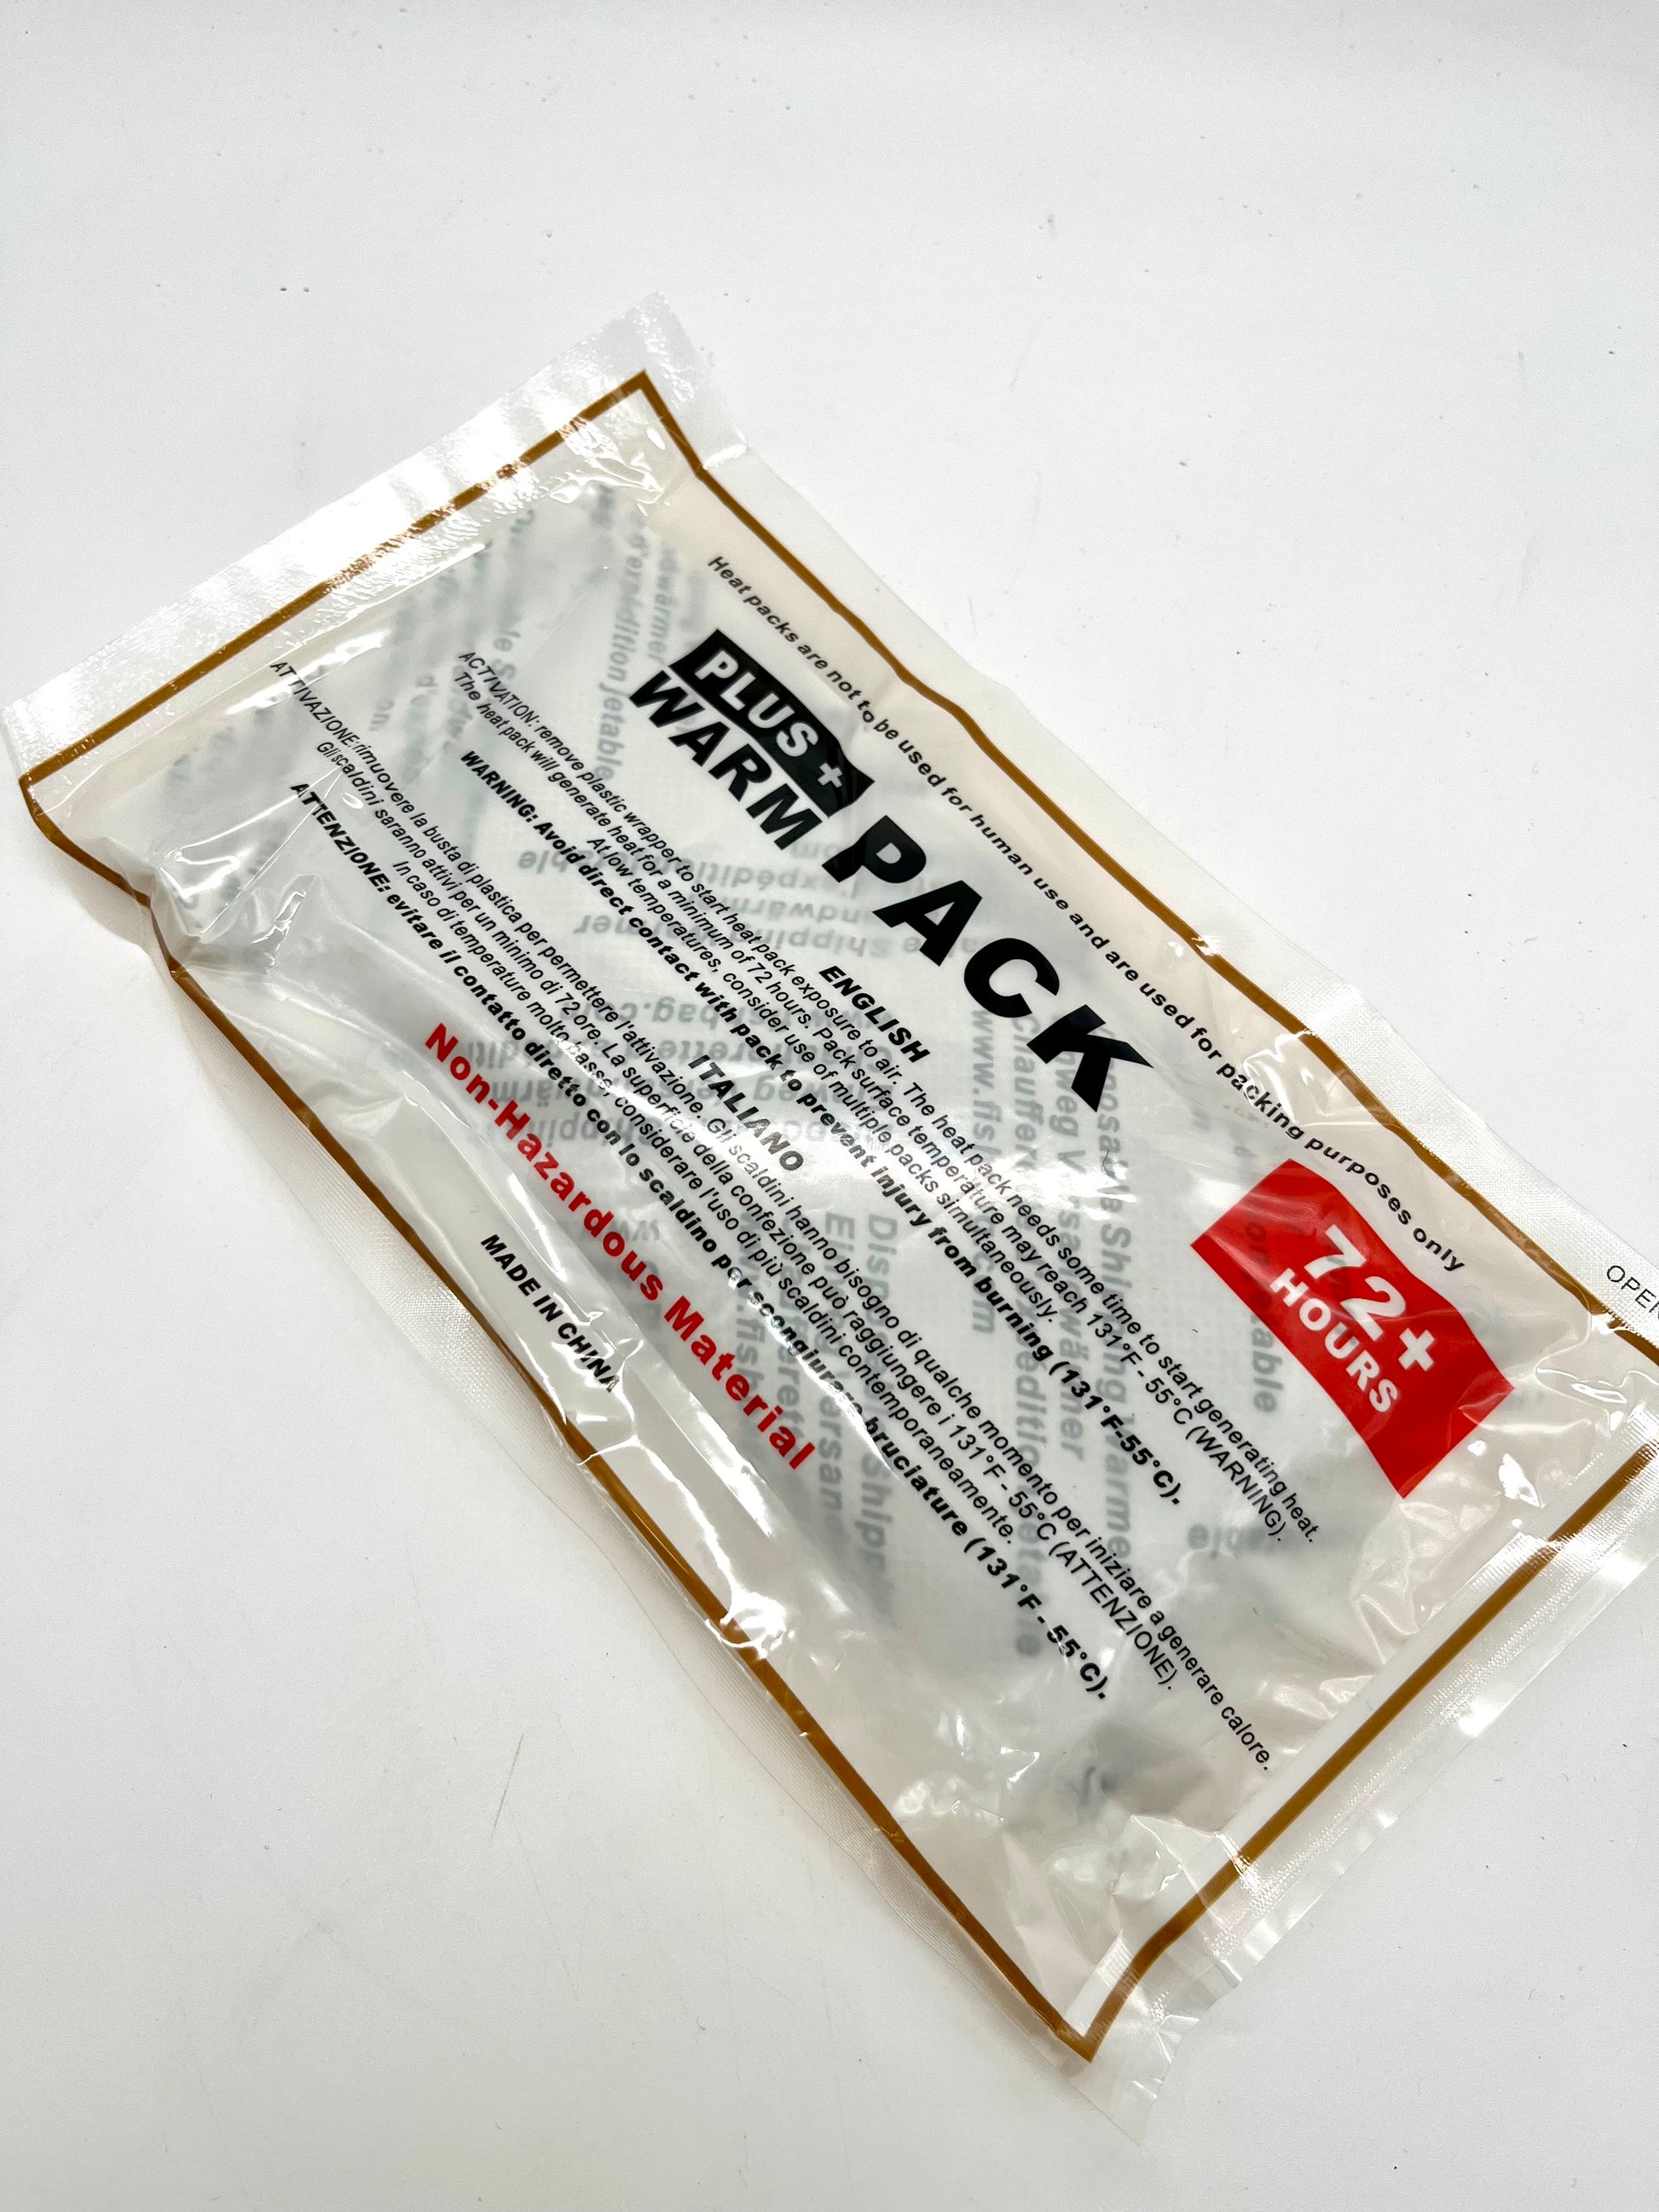 Heat packs are not to be used for human use and are used for packing purposes only
PLUS+
WARM PACK
72+
HOURS
OPEN
ENGLISH
ACTIVATION: remove plastic wrapper to start heat pack exposure to air. The heat pack needs some time to start generating heat.
The heat pack will generate heat for a minimum of 72 hours. Pack surface temperature may reach 131°F - 55°C (WARNING).
At low temperatures, consider use of multiple packs simultaneously.
WARNING: Avoid direct contact with pack to prevent injury from burning (131°F-55°C).
ITALIANO
ATTIVAZIONE:rimuovere la busta di plastica per permettere l'attivazione. Gli scaldini hanno bisogno di qualche momento per iniziare a generare calore.
Gli scaldini saranno attivi per un minimo di 72 ore. La superficie della confezione può raggiungere i 131°F - 55°C (ATTENZIONE).
In caso di temperature molto basse, considerare l'uso di più scaldini contemporaneamente.
ATTENZIONE: evitare il contatto diretto con lo scaldino per scongiurare bruciature (131°F - 55°C).
Non-Hazardous Material
MADE IN CHINA